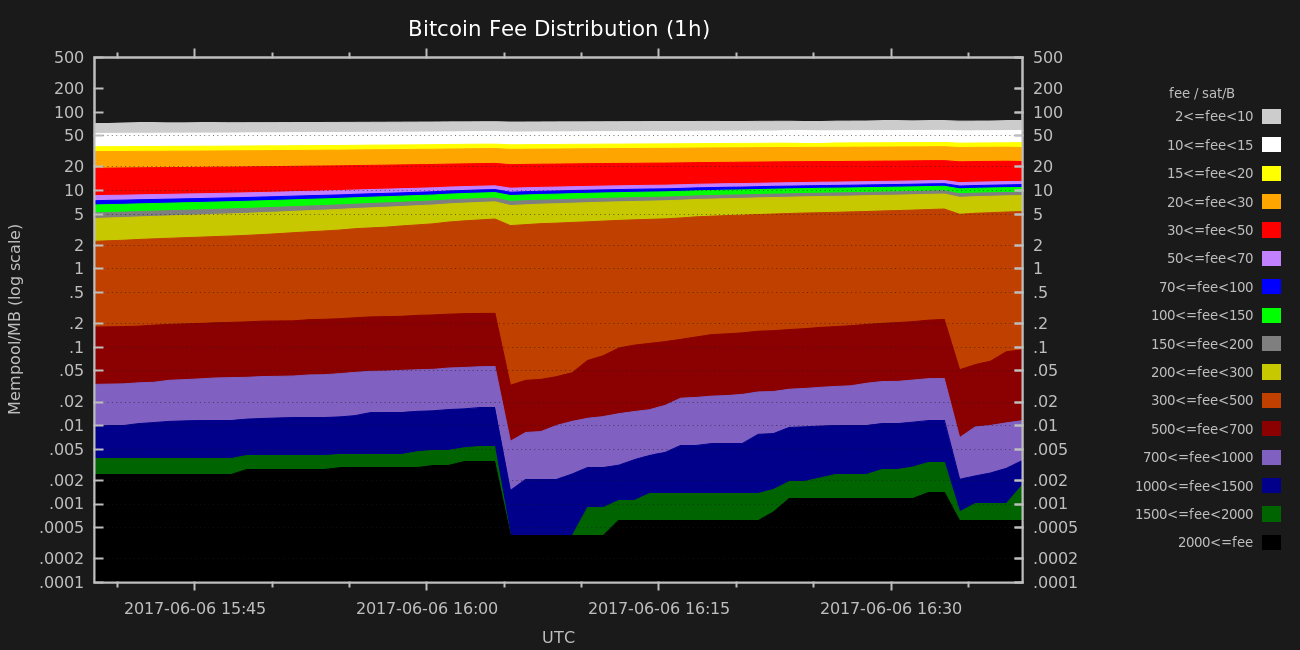 Bitcoin Fee Distribution (1h)
500
200
100
50
20
10
5
2
1
.5
.2
.1
.05
.02
.01
.005
.002
.001
.0005
.0002
.0001
Mempool/MB (log scale)
500
200
100
50
20
10
5
2
1
.5
.2
.1
.05
.02
.01
.005
.002
.001
.0005
.0002
.0001
2017-06-06 15:45
2017-06-06 16:00
2017-06-06 16:15
2017-06-06 16:30
UTC
fee / sat/B
2<=fee<10
10<=fee<15
15<=fee<20
20<=fee<30
30<=fee<50
50<=fee<70
70<=fee<100
100<=fee<150
150<=fee<200
200<=fee<300
300<=fee<500
500<=fee<700
700<=fee<1000
1000<=fee<1500
1500<=fee<2000
2000<=fee